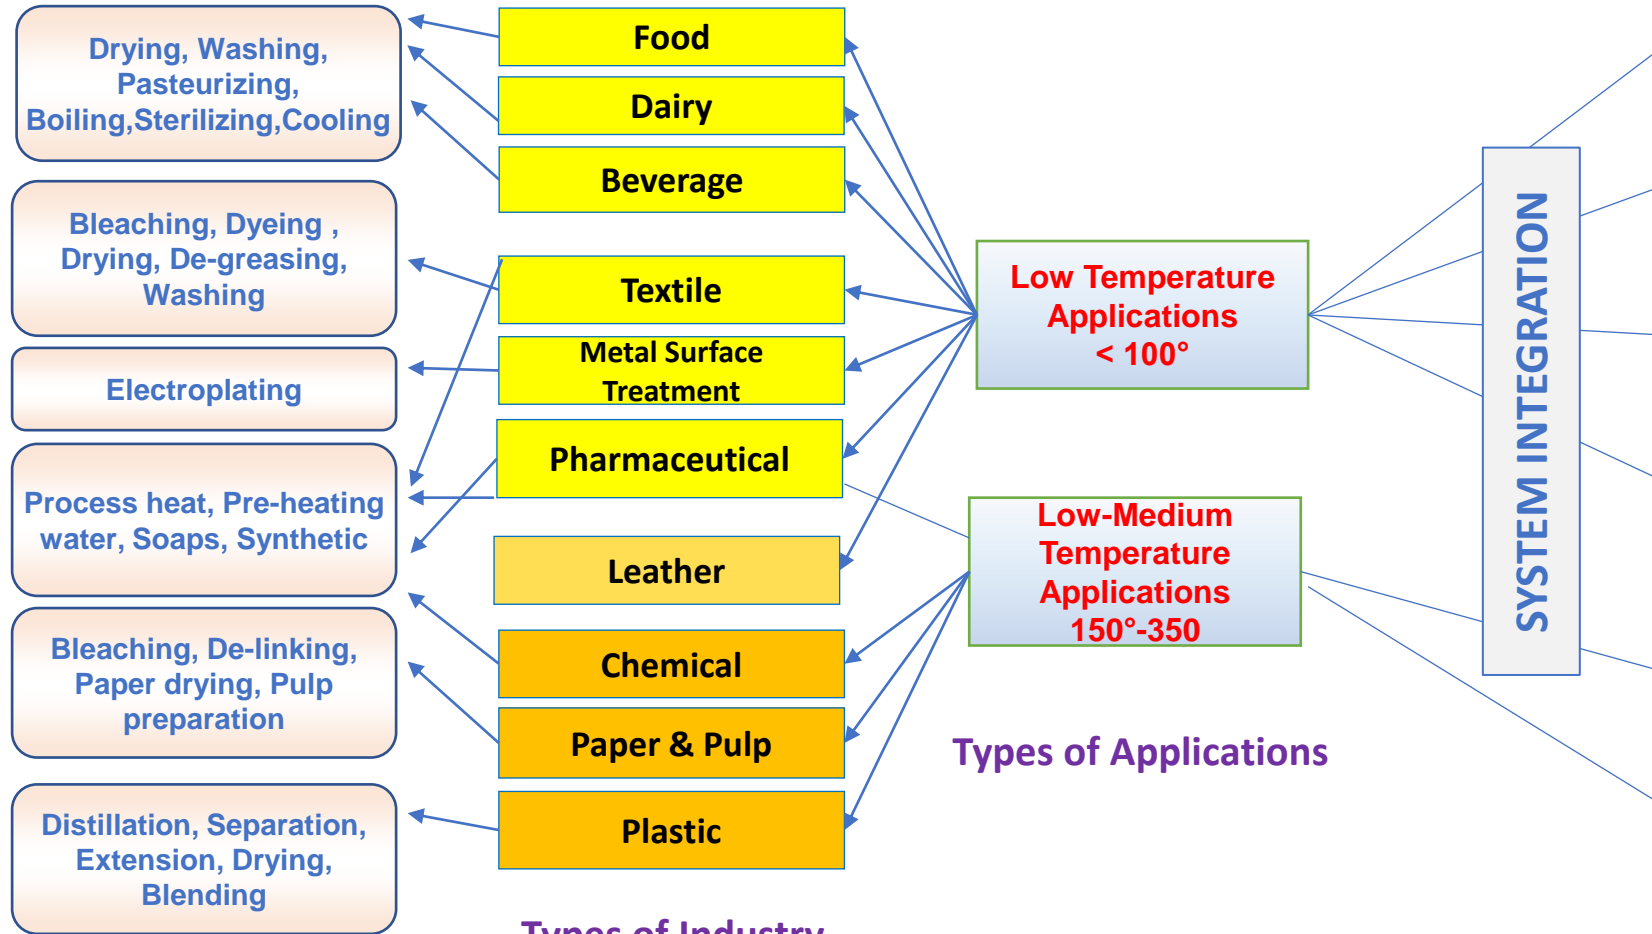 Drying, Washing,
Pasteurizing,
Boiling,Sterilizing,Cooling
Bleaching, Dyeing ,
Drying, De-greasing,
Washing
Electroplating
Process heat, Pre-heating
water, Soaps, Synthetic
Bleaching, De-linking,
Paper drying, Pulp
preparation
Distillation, Separation,
Extension, Drying,
Blending
Food
Dairy
Beverage
Textile
Metal Surface
Treatment
Pharmaceutical
Leather
Chemical
Paper & Pulp
Plastic
Types of Industry
Low Temperature
Applications
< 100°
Low-Medium
Temperature
Applications
150°-350
Types of Applications
SYSTEM INTEGRATION